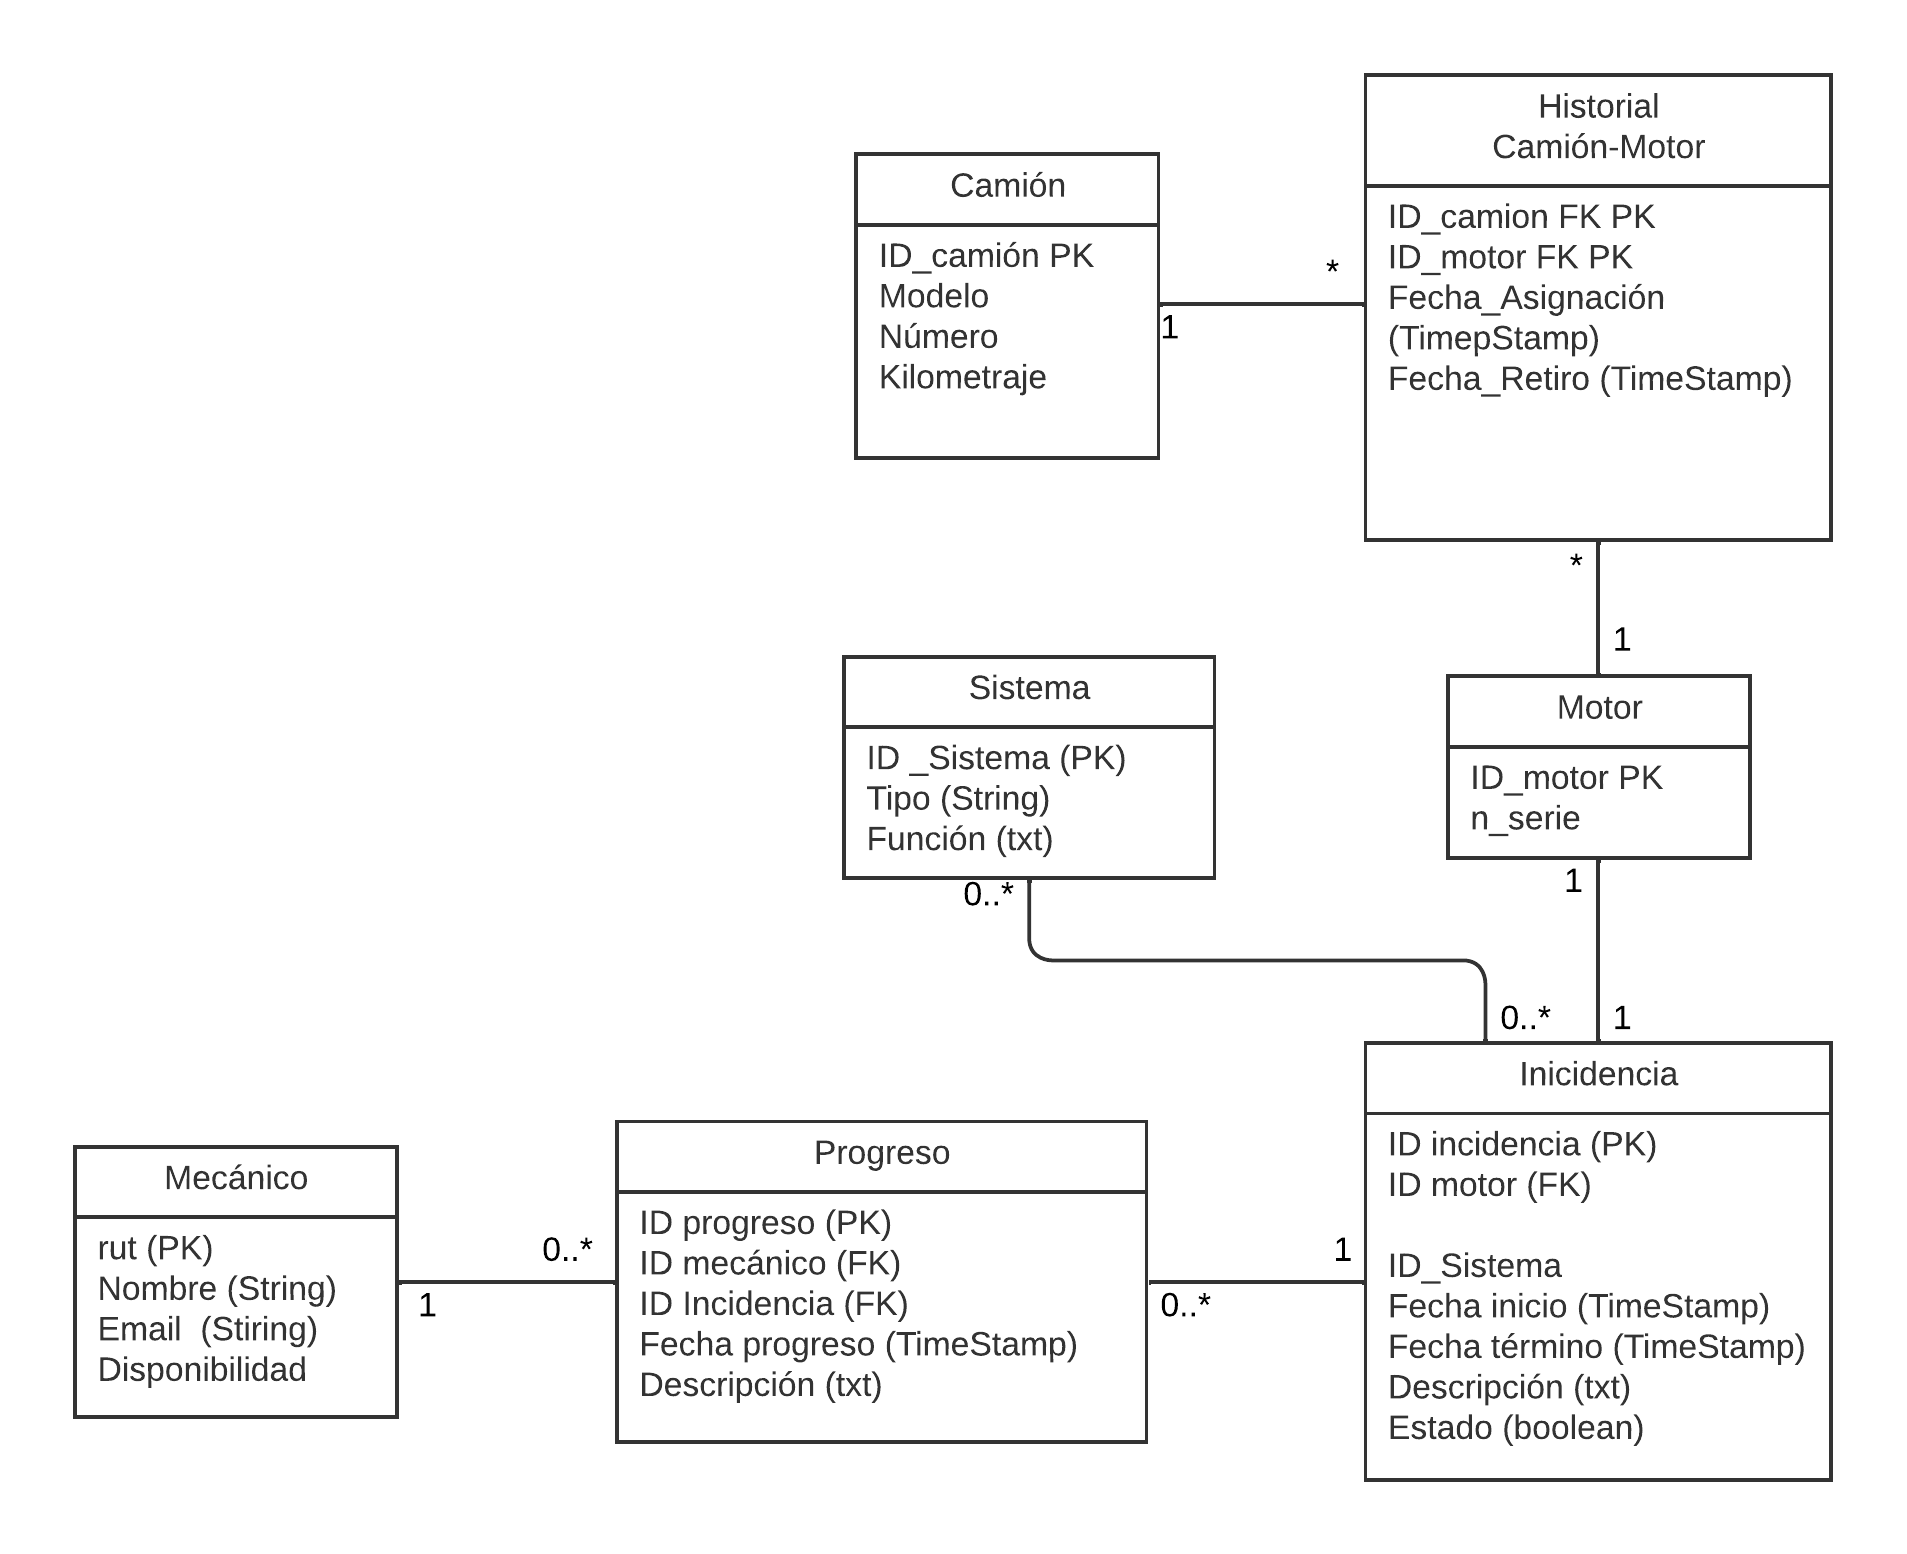 Historial
Camión-Motor
ID_camion FK PK
ID_motor FK PK
Fecha_Asignación
(TimepStamp)
Fecha_Retiro (TimeStamp)
Camión
ID_camión PK
Modelo
Número
Kilometraje
1
*
*
1
Sistema
ID _Sistema (PK)
Tipo (String)
Función (txt)
Motor
ID_motor PK
n_serie
0..*
1
0..*
1
Inicidencia
ID incidencia (PK)
ID motor (FK)
ID_Sistema
Fecha inicio (TimeStamp)
Fecha término (TimeStamp)
Descripción (txt)
Estado (boolean)
Progreso
ID progreso (PK)
ID mecánico (FK)
ID Incidencia (FK)
Fecha progreso (TimeStamp)
Descripción (txt)
Mecánico
rut (PK)
Nombre (String)
Email  (Stiring)
Disponibilidad
1
0..*
0..*
1